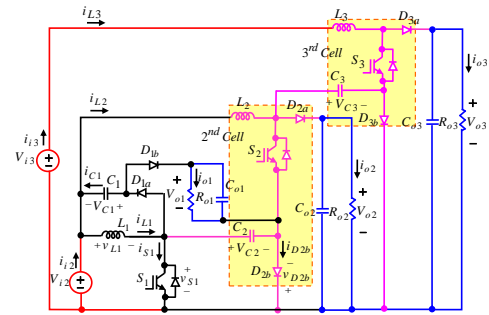 i_{L3}
L_3
D_{3a}
3^{rd} Cell
S_3
i_{o3}
C_3
+V_{C3}−
D_{3b}
C_{o3}
R_{o3}
+
V_{o3}
−
i_{L2}
L_2
D_{2a}
2^{nd} Cell
S_2
i_{i3}
V_{i3}
+
−
D_{1b}
i_{C1}
C_1
D_{1a}
−V_{C1}+
+
V_{o1}
−
i_{o1}
R_{o1}
C_{o1}
i_{o2}
C_{o2}
R_{o2}
+
V_{o2}
−
L_1
i_{L1}
+v_{L1}−
i_{S1}
C_2
+V_{C2}−
i_{D2b}
i_{i2}
V_{i2}
+
−
S_1
+
v_{S1}
−
D_{2b}
−
v_{D2b}
+